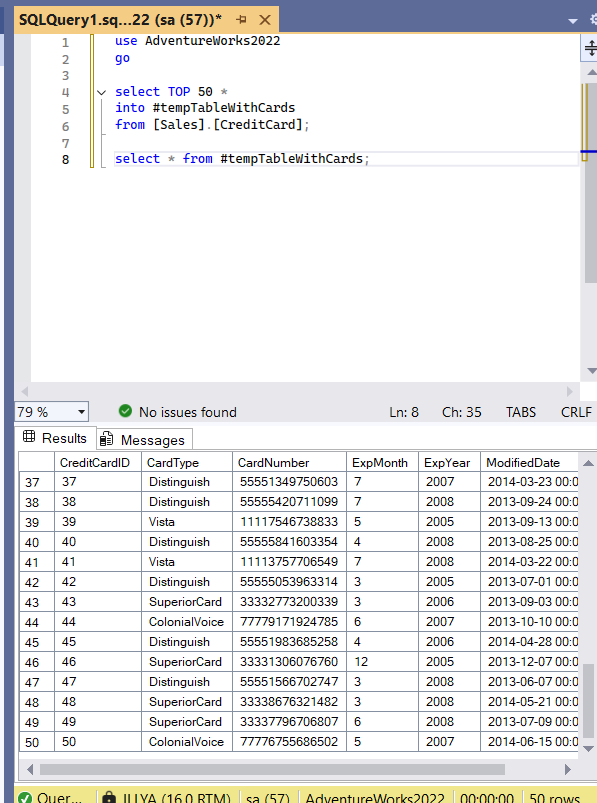 SQLQuery1.sq...22 (sa (57))*
1 use AdventureWorks2022
2 go
3
4 select TOP 50 *
5 into #tempTableWithCards
6 from [Sales].[CreditCard];
7
8 select * from #tempTableWithCards;
79 % No issues found Ln: 8 Ch: 35 TABS CRLF
Results Messages
CreditCardID CardType CardNumber ExpMonth ExpYear ModifiedDate
37 37 Distinguish 55551349750603 7 2007 2014-03-23 00:0
38 38 Distinguish 55555420711099 7 2008 2013-09-24 00:0
39 39 Vista 11117546738833 5 2005 2013-09-13 00:0
40 40 Distinguish 55555841603354 4 2008 2013-08-25 00:0
41 41 Vista 11113757706549 7 2008 2014-03-22 00:0
42 42 Distinguish 55555053963314 3 2005 2013-07-01 00:0
43 43 SuperiorCard 33332773200339 3 2006 2013-09-03 00:0
44 44 ColonialVoice 77779171924785 6 2007 2013-10-10 00:0
45 45 Distinguish 55551983685258 4 2006 2014-04-28 00:0
46 46 SuperiorCard 33331306076760 12 2005 2013-12-07 00:0
47 47 Distinguish 55551566702747 3 2008 2013-06-07 00:0
48 48 SuperiorCard 33338676321482 3 2008 2014-05-21 00:0
49 49 SuperiorCard 33337796706807 6 2008 2013-07-09 00:0
50 50 ColonialVoice 77776755686502 5 2007 2014-06-15 00:0
Quer... ILLYA (16.0 RTM) sa (57) AdventureWorks2022 00:00:00 50 rows